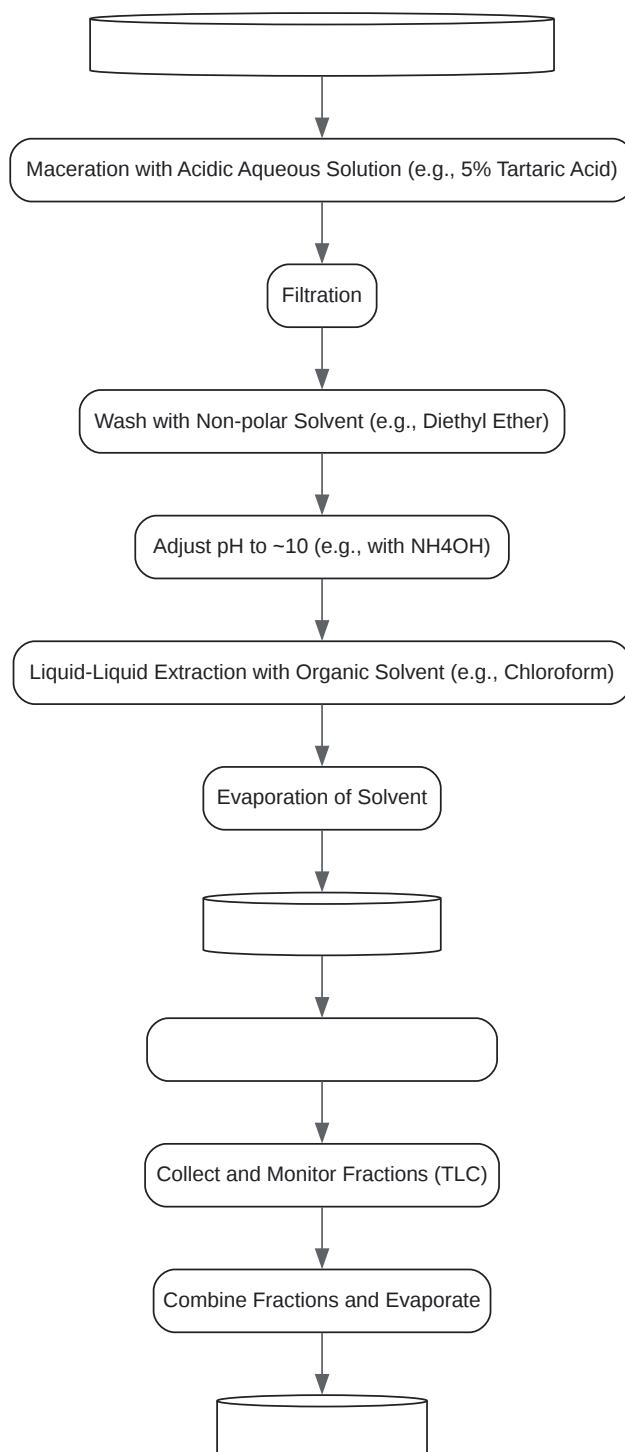 Maceration with Acidic Aqueous Solution (e.g., 5% Tartaric Acid)
Filtration
Wash with Non-polar Solvent (e.g., Diethyl Ether)
Adjust pH to ~10 (e.g., with NH4OH)
Liquid-Liquid Extraction with Organic Solvent (e.g., Chloroform)
Evaporation of Solvent
Collect and Monitor Fractions (TLC)
Combine Fractions and Evaporate